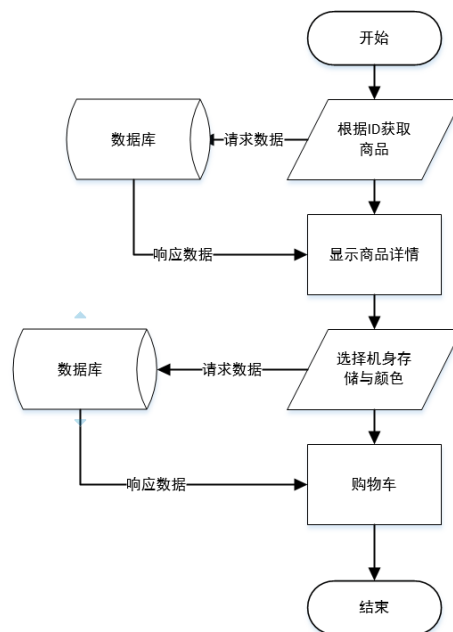 开始
根据ID获取
商品
请求数据
数据库
响应数据
显示商品详情
选择机身存
储与颜色
请求数据
数据库
响应数据
购物车
结束